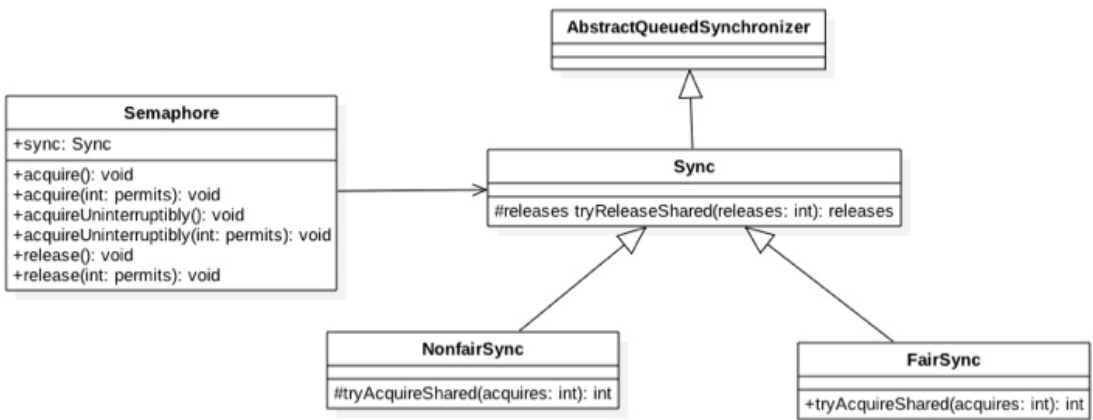 AbstractQueuedSynchronizer
Semaphore
+sync: Sync
+acquire(): void
+acquire(int: permits): void
+acquireUninterruptibly(): void
+acquireUninterruptibly(int: permits): void
+release(): void
+release(int: permits): void
Sync
#releases tryReleaseShared(releases: int): releases
NonfairSync
#tryAcquireShared(acquires: int): int
FairSync
+tryAcquireShared(acquires: int): int